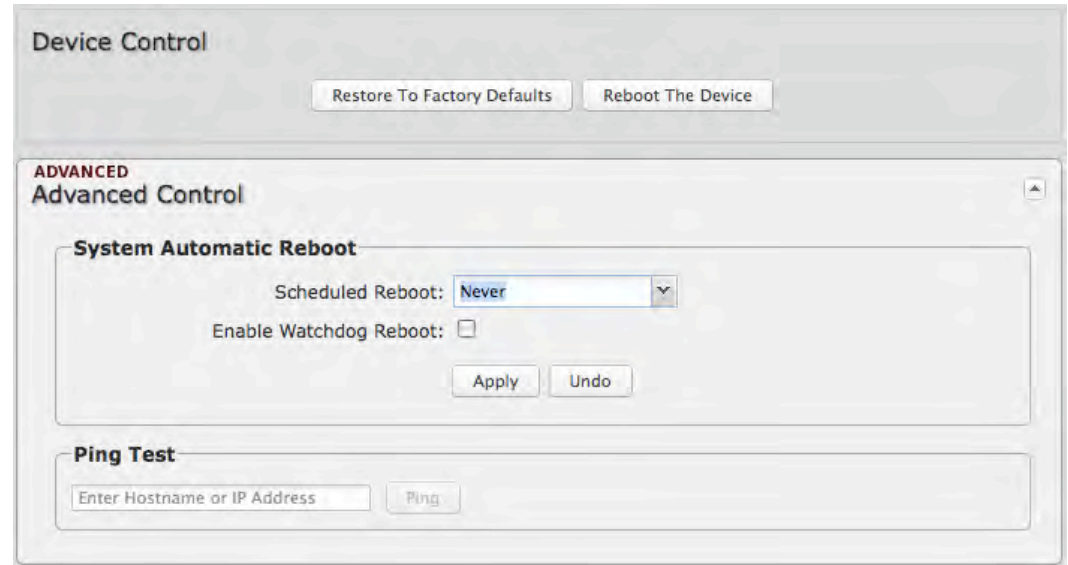 Device Control
Restore To Factory Defaults Reboot The Device
ADVANCED
Advanced Control
System Automatic Reboot
Scheduled Reboot: Never
Enable Watchdog Reboot:
Apply Undo
Ping Test
Enter Hostname or IP Address Ping